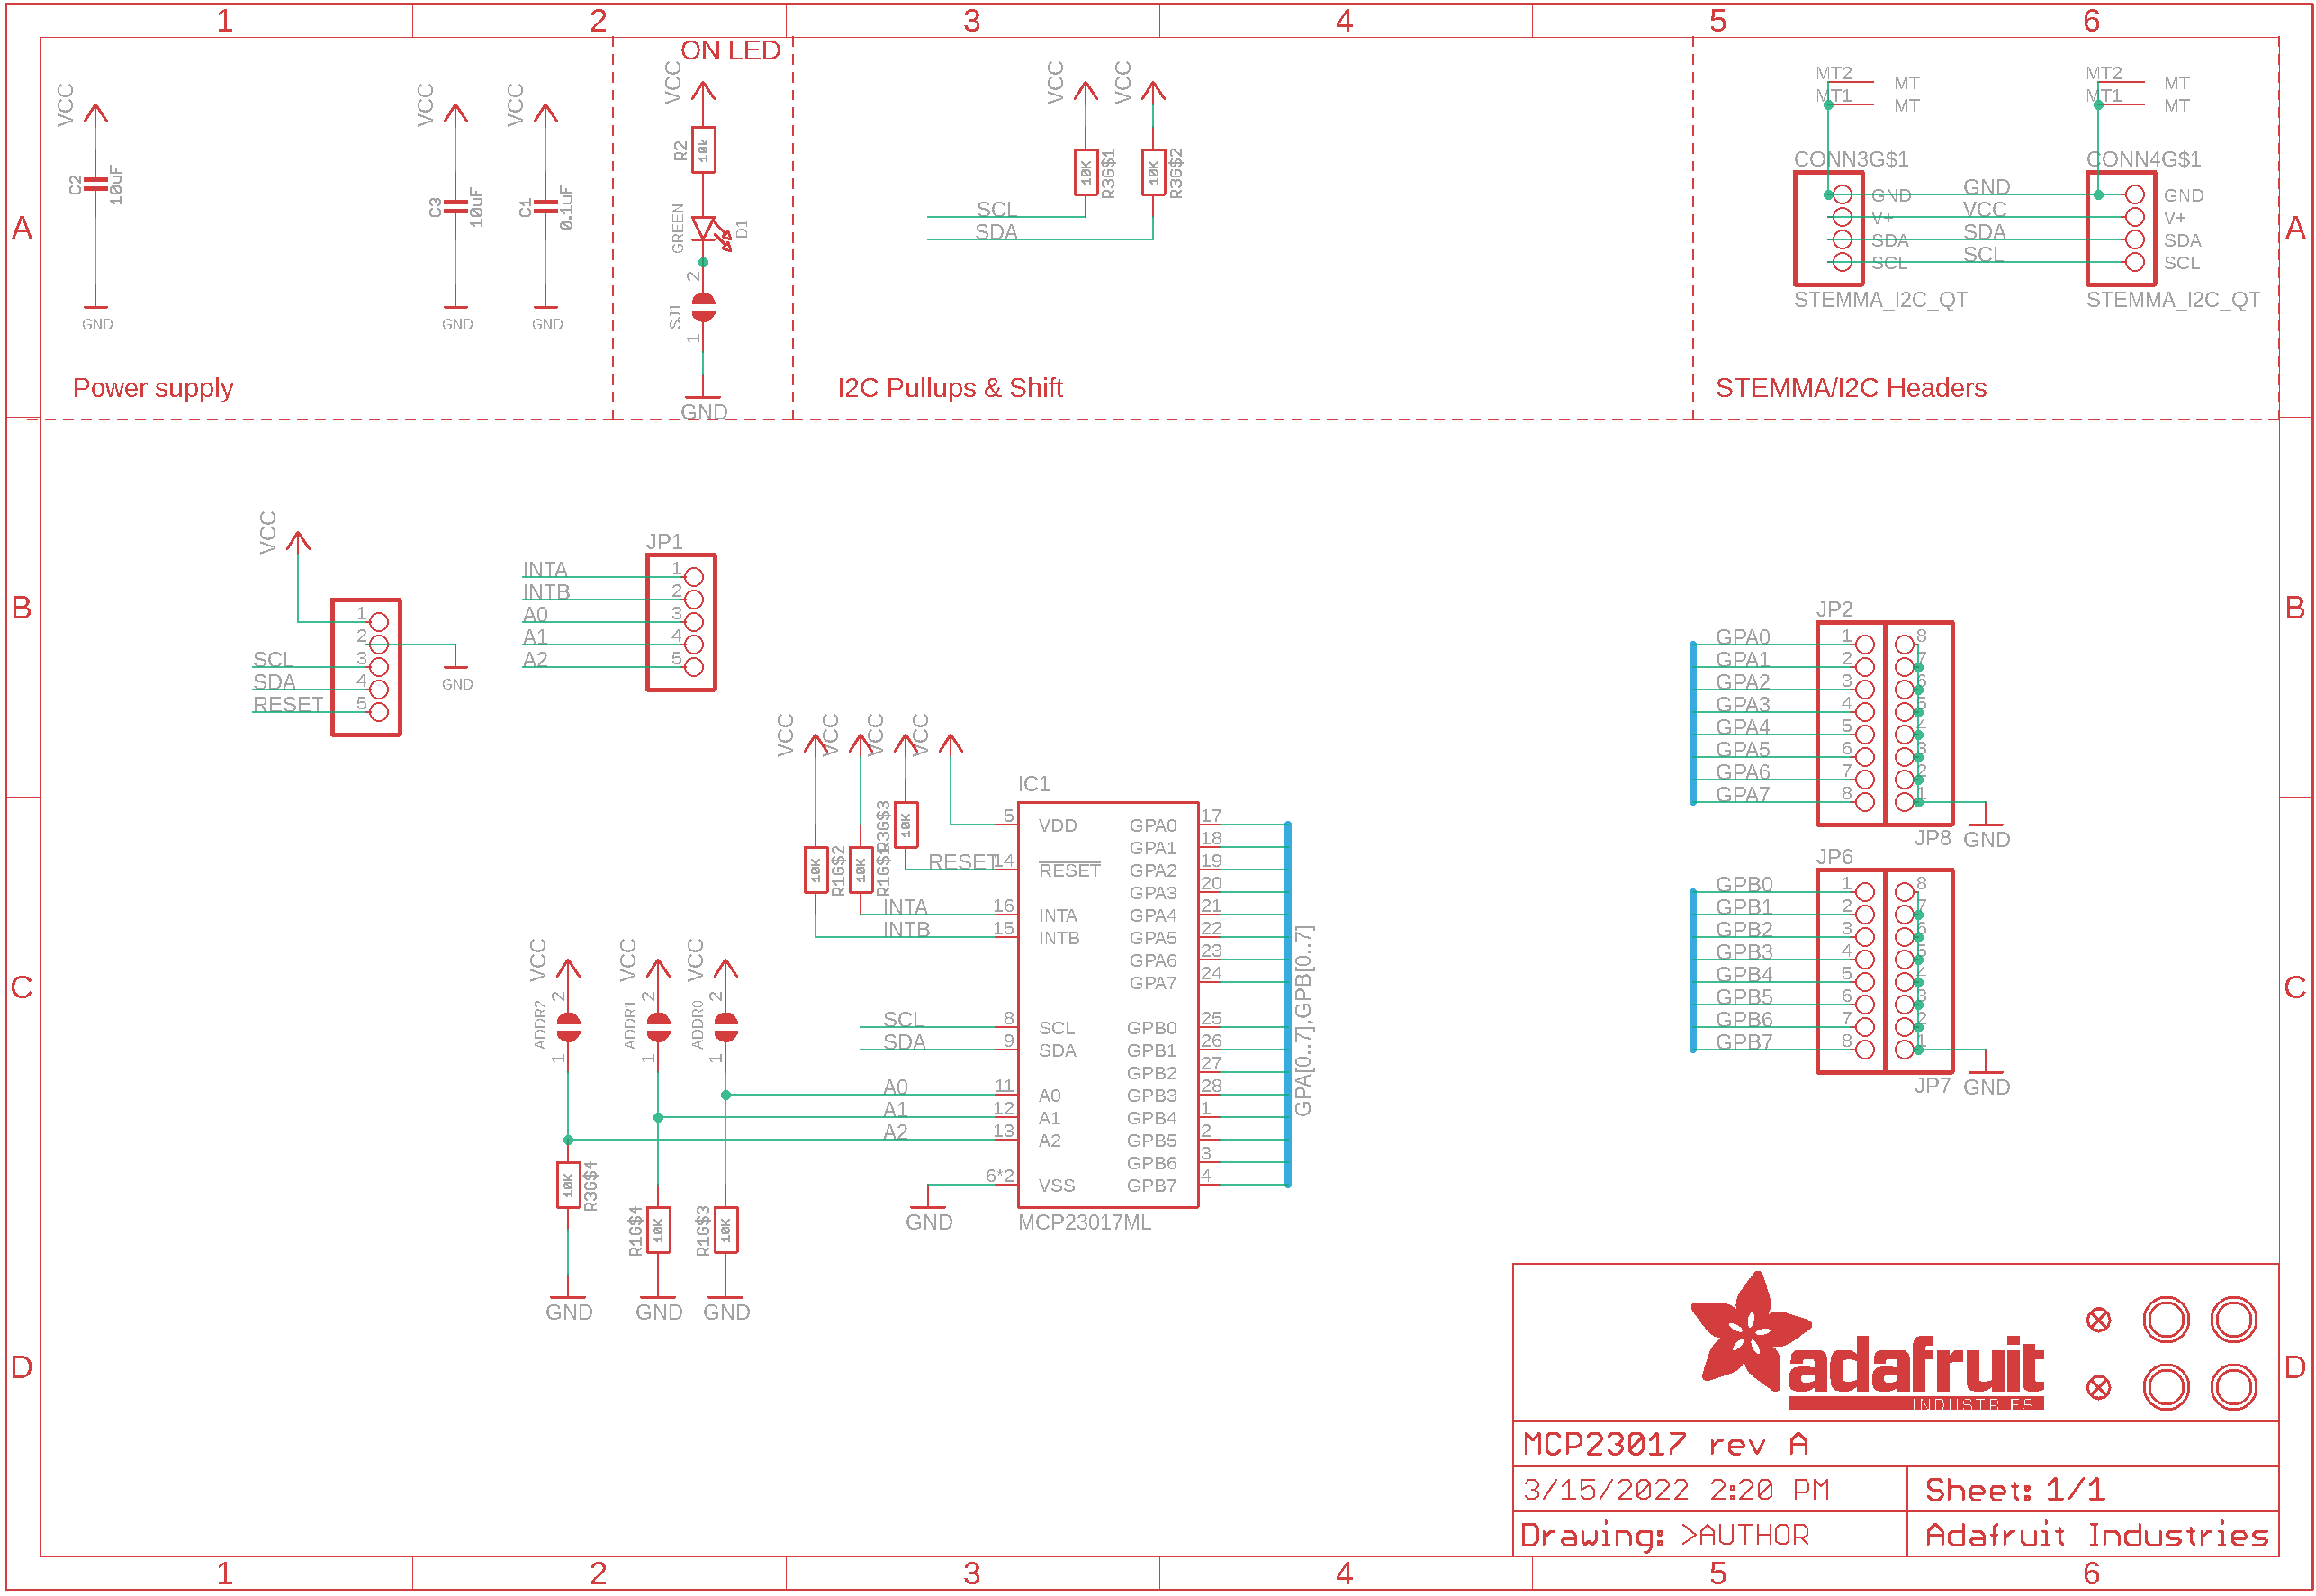 1 2 3 4 5 6
A A
B B
C C
D D
1 2 3 4 5 6
VCC
C2
10uF
GND
VCC
C3
10uF
GND
VCC
C1
0.1uF
GND
Power supply
ON LED
VCC
R2
10k
GREEN
D1
2
SJ1
1
GND
VCC VCC
10K
R3G$1
10K
R3G$2
SCL
SDA
I2C Pullups & Shift
MT2 MT
MT1 MT
MT2 MT
MT1 MT
CONN3G$1
CONN4G$1
GND GND GND
V+ VCC V+
SDA SDA SDA
SCL SCL SCL
STEMMA_I2C_QT
STEMMA_I2C_QT
STEMMA/I2C Headers
VCC
1
2
SCL 3
SDA 4
RESET 5
GND
JP1
INTA 1
INTB 2
A0 3
A1 4
A2 5
JP2
GPA0 1 8
GPA1 2 7
GPA2 3 6
GPA3 4 5
GPA4 5 4
GPA5 6 3
GPA6 7 2
GPA7 8 1
JP8 GND
JP6
GPB0 1 8
GPB1 2 7
GPB2 3 6
GPB3 4 5
GPB4 5 4
GPB5 6 3
GPB6 7 2
GPB7 8 1
JP7 GND
VCC VCC VCC VCC
10K
R1G$2
10K
R1G$1
10K
R3G$3
IC1
5 VDD GPA0 17
GPA1 18
RESET 14 RESET GPA2 19
GPA3 20
INTA 16 INTA GPA4 21
INTB 15 INTB GPA5 22
GPA6 23
GPA7 24
SCL 8 SCL GPB0 25
SDA 9 SDA GPB1 26
GPB2 27
A0 11 A0 GPB3 28
A1 12 A1 GPB4 1
A2 13 A2 GPB5 2
GPB6 3
6*2 VSS GPB7 4
GND
MCP23017ML
GPA[0..7],GPB[0..7]
VCC VCC VCC
ADDR2 2 1
ADDR1 2 1
ADDR0 2 1
10K
R3G$4
R1G$4
10K
R1G$3
10K
GND GND GND
adafruit
INDUSTRIES
MCP23017 rev A
3/15/2022 2:20 PM
Sheet: 1/1
Drawing: >AUTHOR
Adafruit Industries